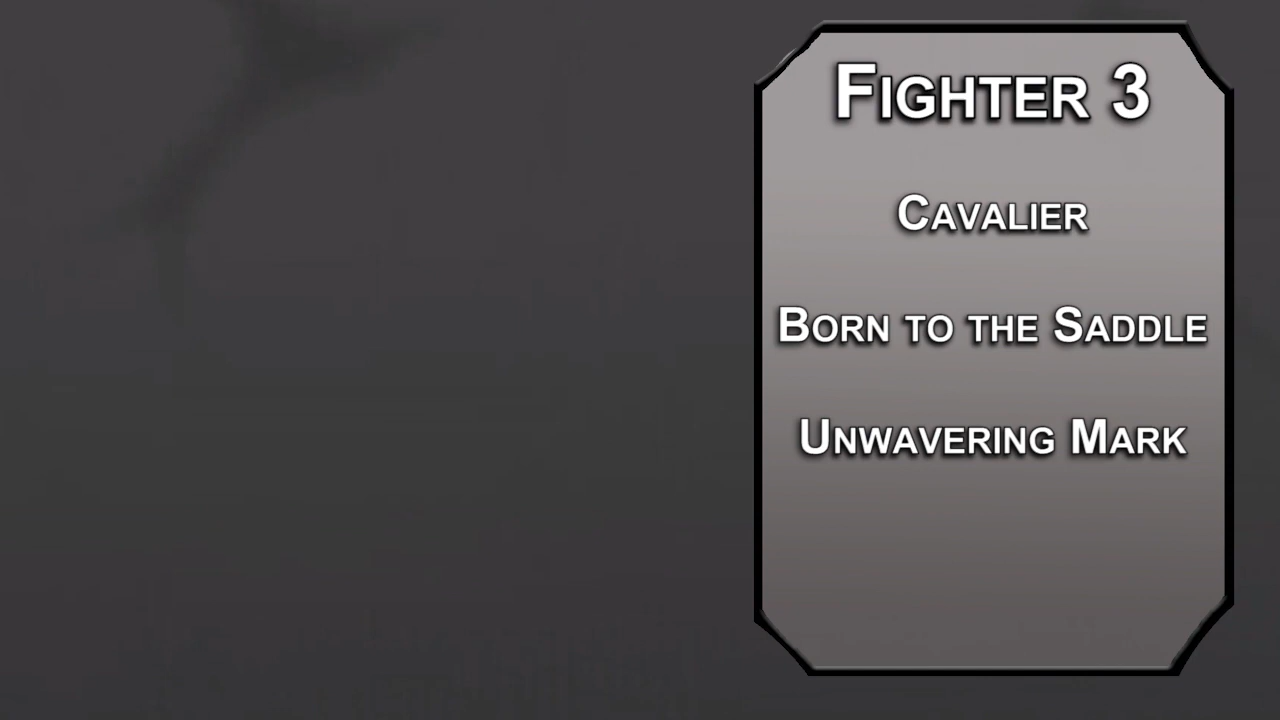 Fighter 3
Cavalier
Born to the Saddle
Unwavering Mark